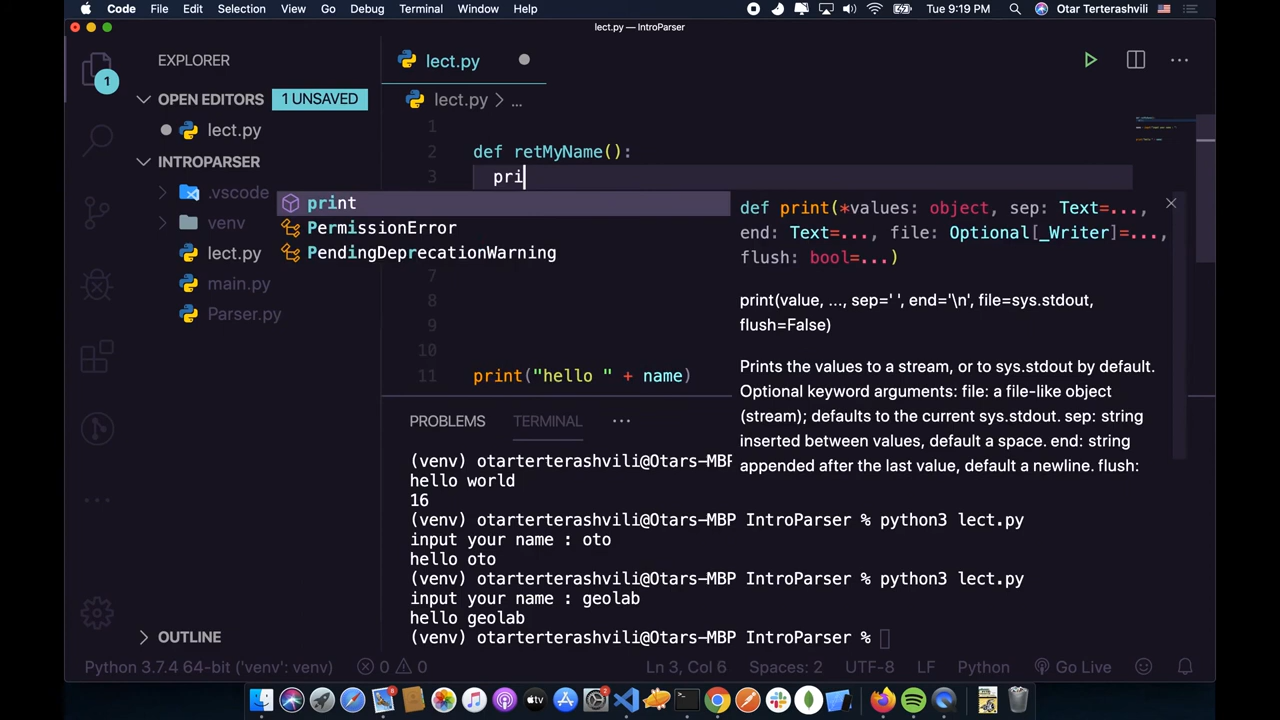 Code File Edit Selection View Go Debug Terminal Window Help Tue 9:19 PM Otar Terterashvili
lect.py — IntroParser
EXPLORER
1
OPEN EDITORS 1 UNSAVED
lect.py
INTROPARSER
.vscode
venv
lect.py
main.py
Parser.py
OUTLINE
lect.py
lect.py > ...
1
2 def retMyName():
3 pri
print
PermissionError
PendingDeprecationWarning
7
8
9
10
11 print("hello " + name)
def print(*values: object, sep: Text=...,
end: Text=..., file: Optional[_Writer]=...,
flush: bool=...)
print(value, ..., sep=' ', end='\n', file=sys.stdout,
flush=False)
Prints the values to a stream, or to sys.stdout by default.
Optional keyword arguments: file: a file-like object
(stream); defaults to the current sys.stdout. sep: string
inserted between values, default a space. end: string
appended after the last value, default a newline. flush:
PROBLEMS TERMINAL ...
(venv) otarterterashvili@Otars-MBP
hello world
16
(venv) otarterterashvili@Otars-MBP IntroParser % python3 lect.py
input your name : oto
hello oto
(venv) otarterterashvili@Otars-MBP IntroParser % python3 lect.py
input your name : geolab
hello geolab
(venv) otarterterashvili@Otars-MBP IntroParser %
Python 3.7.4 64-bit ('venv': venv) 0 0 Ln 3, Col 6 Spaces: 2 UTF-8 LF Python Go Live